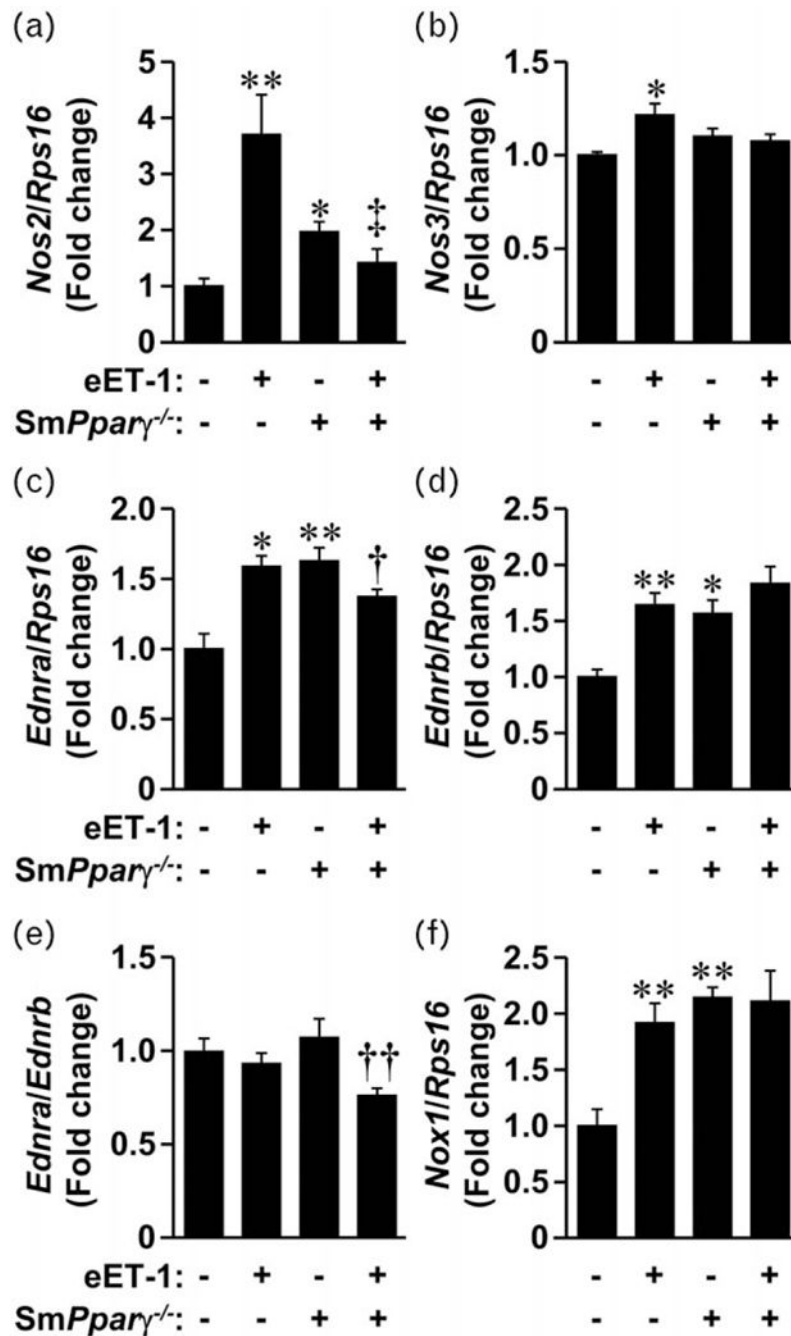 (a)
Nos2/Rps16
(Fold change)
5
4
3
2
1
0
**
*
‡
eET-1: - + - +
SmPparγ-/-: - - + +
(b)
Nos3/Rps16
(Fold change)
1.5
1.0
0.5
0
*
- + - +
- - + +
(c)
Ednra/Rps16
(Fold change)
2.0
1.5
1.0
0.5
0
*
**
†
eET-1: - + - +
SmPparγ-/-: - - + +
(d)
Ednrb/Rps16
(Fold change)
2.5
2.0
1.5
1.0
0.5
0
**
*
- + - +
- - + +
(e)
Ednra/Ednrb
(Fold change)
1.5
1.0
0.5
0
††
eET-1: - + - +
SmPparγ-/-: - - + +
(f)
Nox1/Rps16
(Fold change)
2.5
2.0
1.5
1.0
0.5
0
**
**
- + - +
- - + +